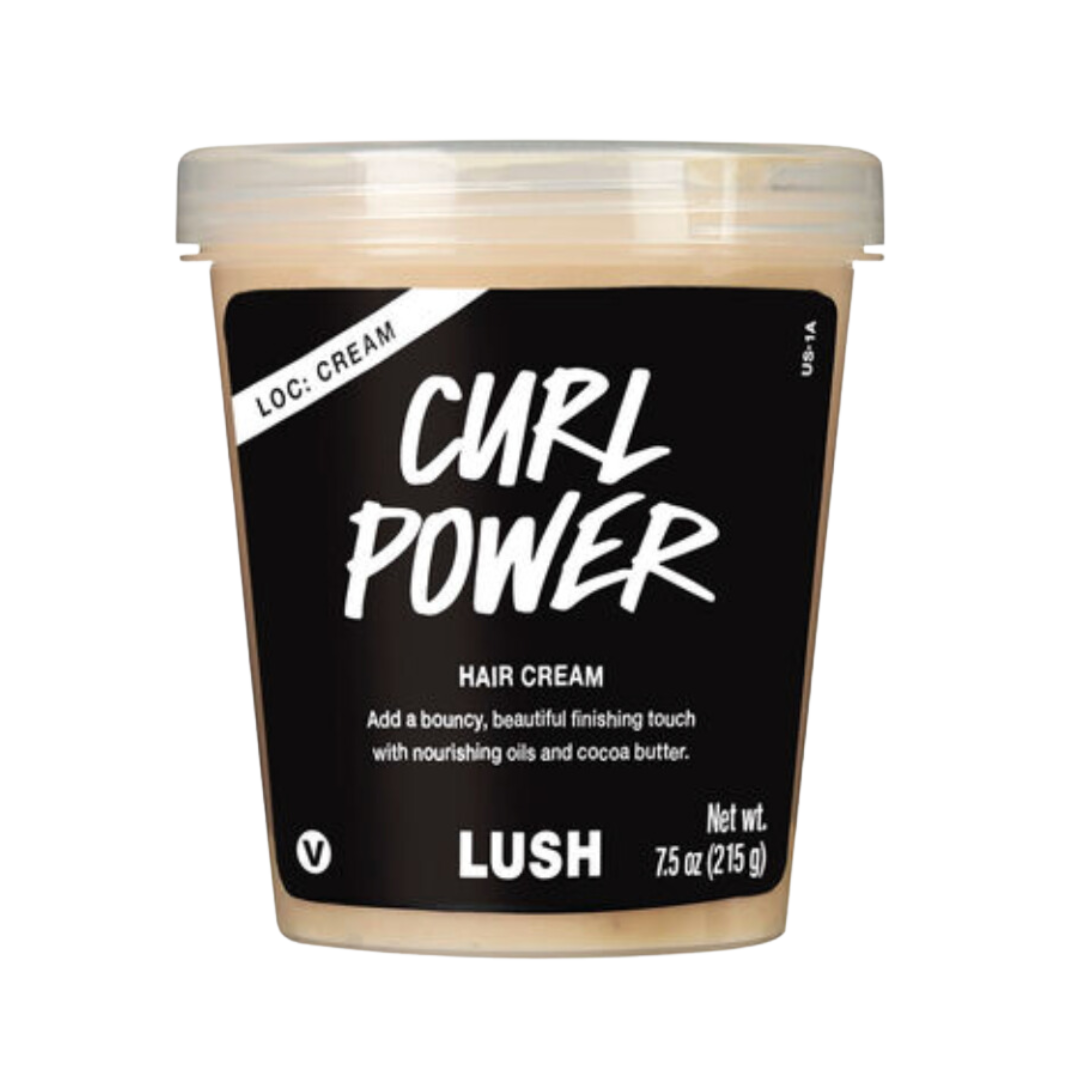 LOC: CREAM
US-1A
CURL
POWER
HAIR CREAM
Add a bouncy, beautiful finishing touch
with nourishing oils and cocoa butter.
V
LUSH
Net wt.
7.5 oz (215 g)